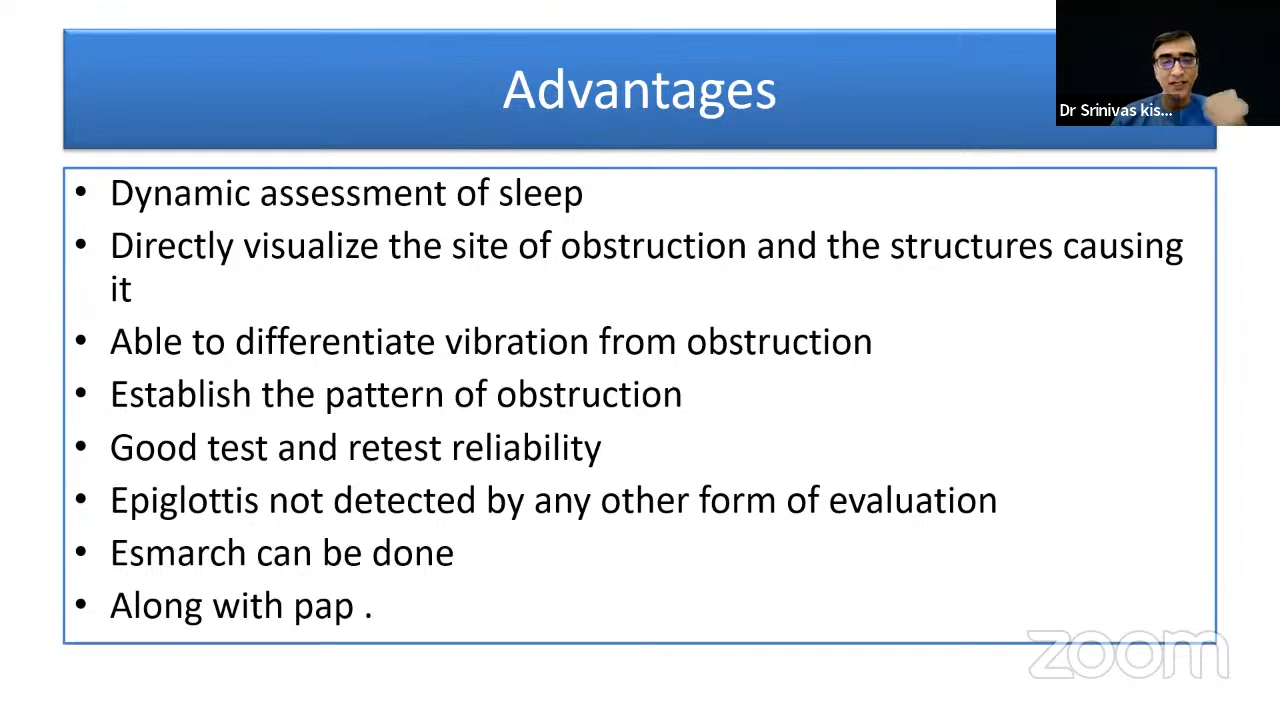 Advantages
Dr Srinivas kis...
• Dynamic assessment of sleep
• Directly visualize the site of obstruction and the structures causing
it
• Able to differentiate vibration from obstruction
• Establish the pattern of obstruction
• Good test and retest reliability
• Epiglottis not detected by any other form of evaluation
• Esmarch can be done
• Along with pap .
zoom